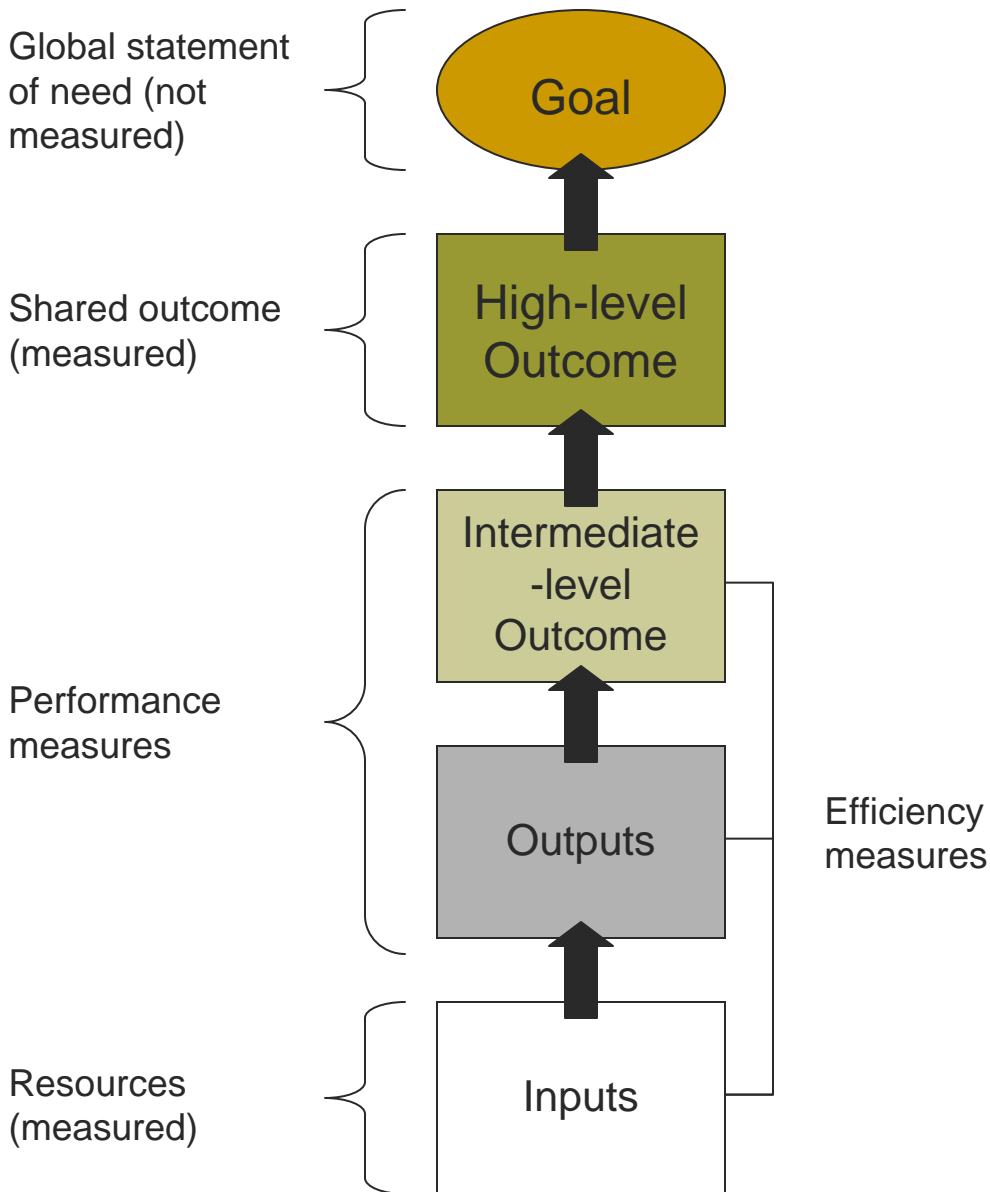 Global statement
of need (not
measured)
Goal
Shared outcome
(measured)
High-level
Outcome
Performance
measures
Intermediate
-level
Outcome
Outputs
Efficiency
measures
Resources
(measured)
Inputs